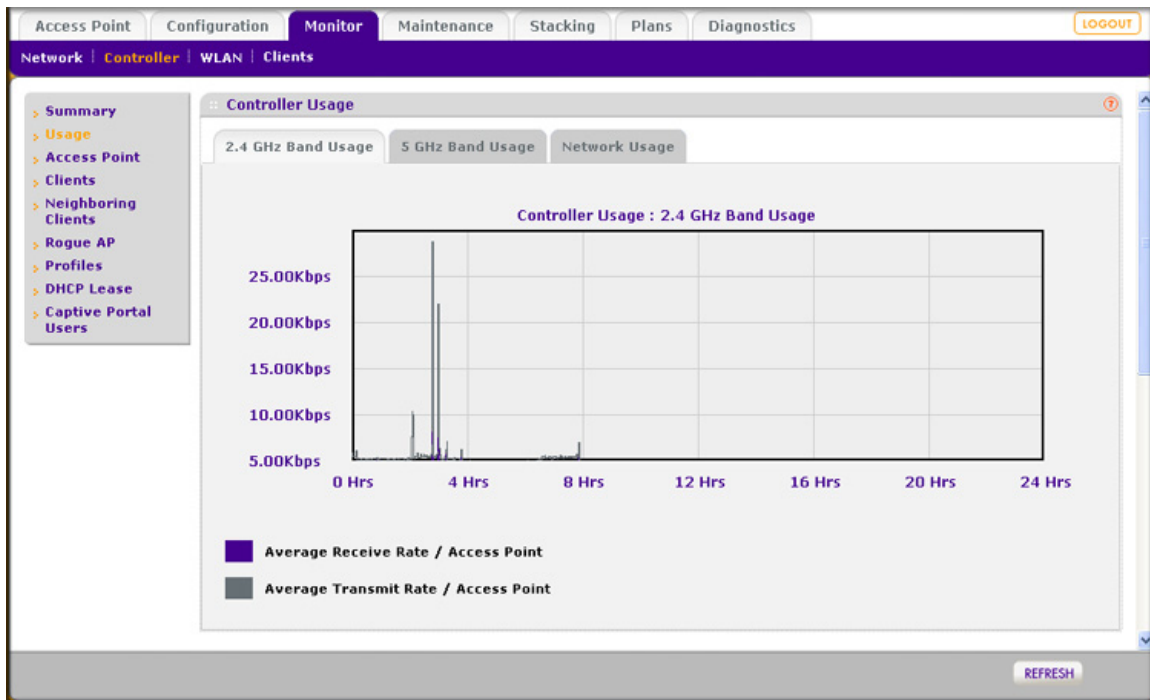 Access Point Configuration Monitor Maintenance Stacking Plans Diagnostics LOGOUT
Network | Controller | WLAN | Clients
Summary
Usage
Access Point
Clients
Neighboring
Clients
Rogue AP
Profiles
DHCP Lease
Captive Portal
Users
Controller Usage ?
2.4 GHz Band Usage 5 GHz Band Usage Network Usage
Controller Usage : 2.4 GHz Band Usage
25.00Kbps
20.00Kbps
15.00Kbps
10.00Kbps
5.00Kbps
0 Hrs 4 Hrs 8 Hrs 12 Hrs 16 Hrs 20 Hrs 24 Hrs
Average Receive Rate / Access Point
Average Transmit Rate / Access Point
REFRESH